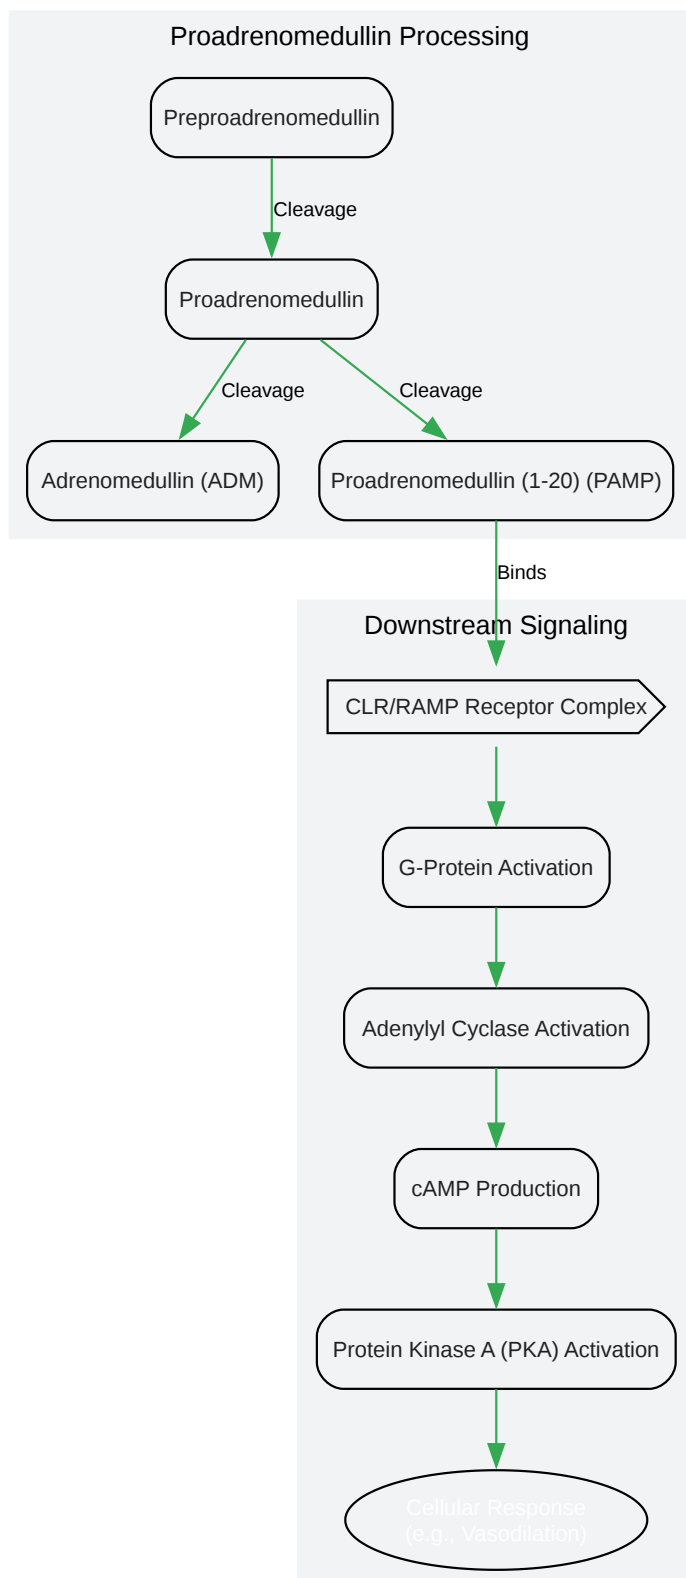 Proadrenomedullin Processing
Preproadrenomedullin
Cleavage
Proadrenomedullin
Cleavage
Cleavage
Adrenomedullin (ADM)
Proadrenomedullin (1-20) (PAMP)
Binds
Downstream Signaling
CLR/RAMP Receptor Complex
G-Protein Activation
Adenylyl Cyclase Activation
cAMP Production
Protein Kinase A (PKA) Activation
Cellular Response
(e.g., Vasodilation)